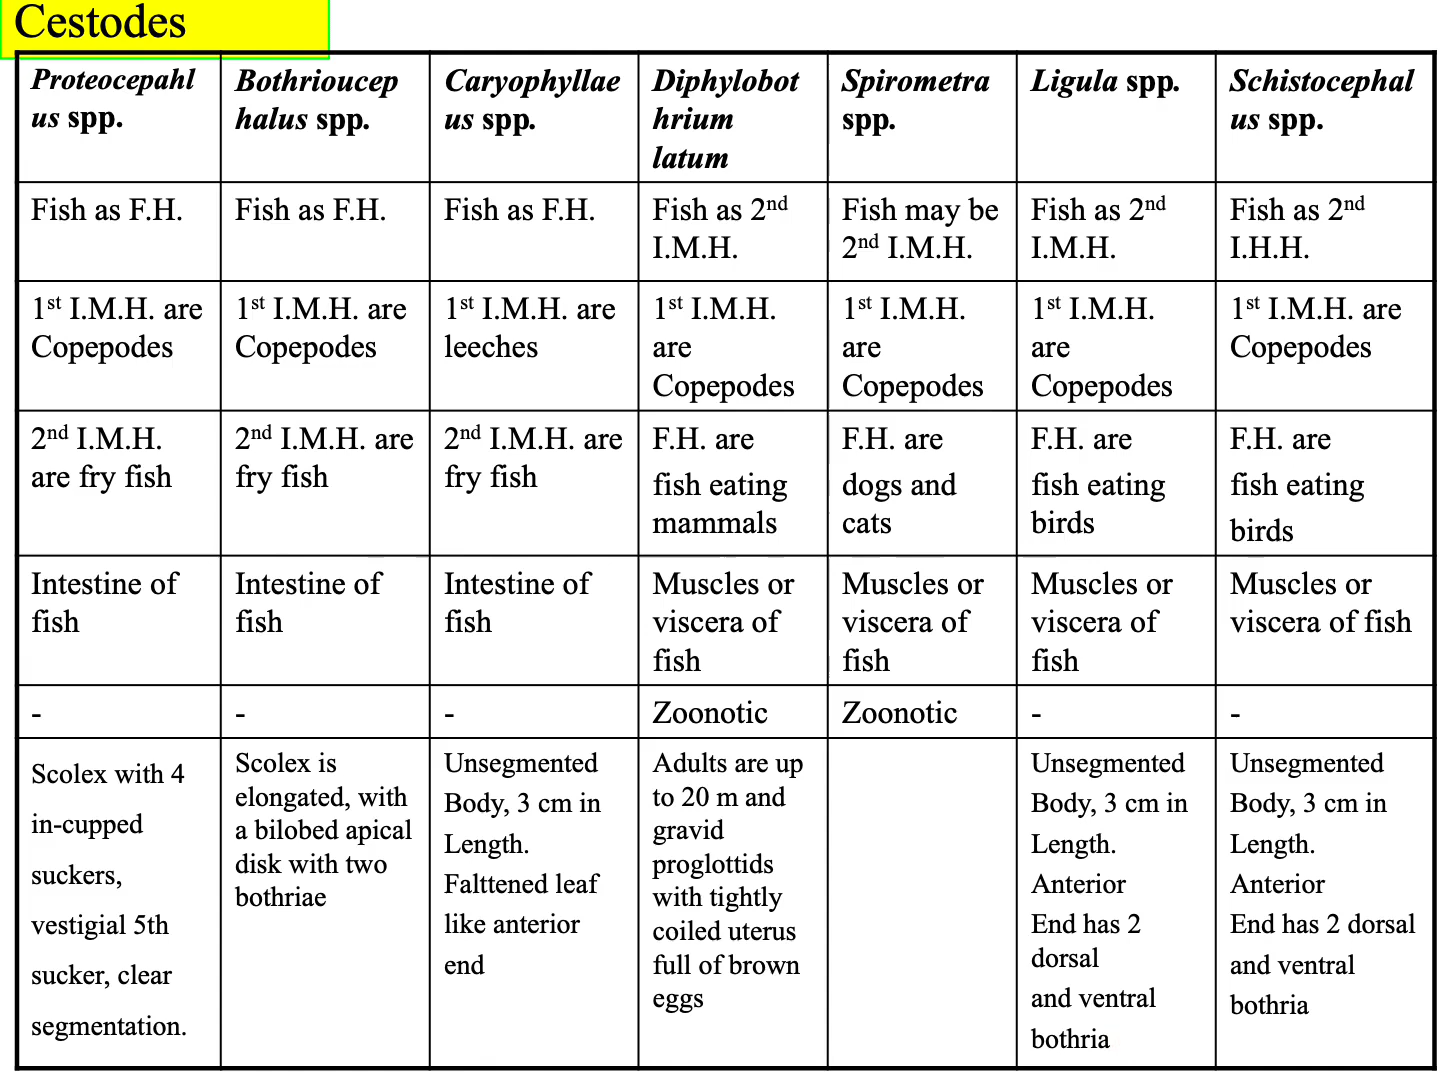 Cestodes
Proteocepahl
us spp.
Bothrioucep
halus spp.
Caryophyllae
us spp.
Diphylobot
hrium
latum
Spirometra
spp.
Ligula spp.
Schistocephal
us spp.
Fish as F.H.
Fish as F.H.
Fish as F.H.
Fish as 2nd
I.M.H.
Fish may be
2nd I.M.H.
Fish as 2nd
I.M.H.
Fish as 2nd
I.H.H.
1st I.M.H. are
Copepodes
1st I.M.H. are
Copepodes
1st I.M.H. are
leeches
1st I.M.H.
are
Copepodes
1st I.M.H.
are
Copepodes
1st I.M.H.
are
Copepodes
1st I.M.H. are
Copepodes
2nd I.M.H.
are fry fish
2nd I.M.H. are
fry fish
2nd I.M.H. are
fry fish
F.H. are
fish eating
mammals
F.H. are
dogs and
cats
F.H. are
fish eating
birds
F.H. are
fish eating
birds
Intestine of
fish
Intestine of
fish
Intestine of
fish
Muscles or
viscera of
fish
Muscles or
viscera of
fish
Muscles or
viscera of
fish
Muscles or
viscera of fish
-
-
-
Zoonotic
Zoonotic
-
-
Scolex with 4
in-cupped
suckers,
vestigial 5th
sucker, clear
segmentation.
Scolex is
elongated, with
a bilobed apical
disk with two
bothriae
Unsegmented
Body, 3 cm in
Length.
Falttened leaf
like anterior
end
Adults are up
to 20 m and
gravid
proglottids
with tightly
coiled uterus
full of brown
eggs
Unsegmented
Body, 3 cm in
Length.
Anterior
End has 2
dorsal
and ventral
bothria
Unsegmented
Body, 3 cm in
Length.
Anterior
End has 2 dorsal
and ventral
bothria